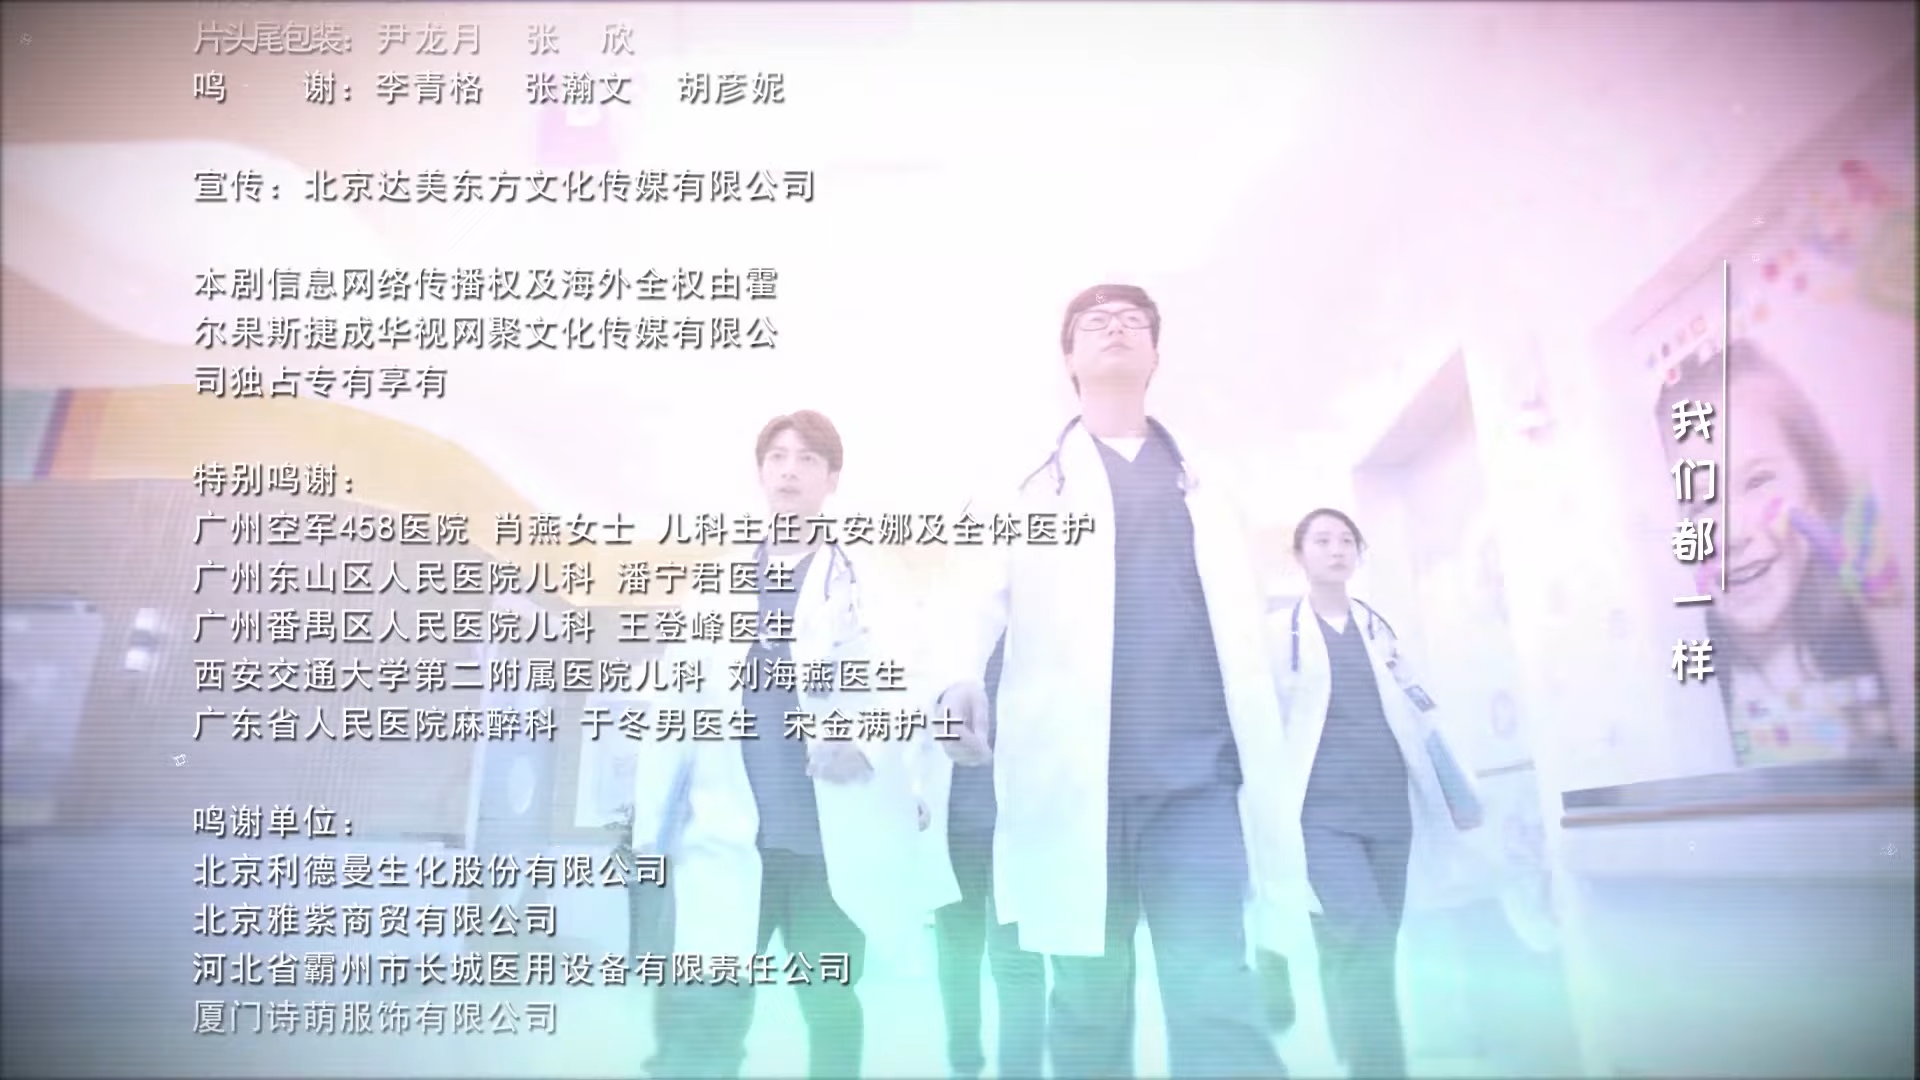 片头尾包装：尹龙月 张 欣
鸣 谢：李青格 张瀚文 胡彦妮
宣传：北京达美东方文化传媒有限公司
本剧信息网络传播权及海外全权由霍
尔果斯捷成华视网聚文化传媒有限公
司独占专有享有
特别鸣谢：
广州空军458医院 肖燕女士 儿科主任亢安娜及全体医护
广州东山区人民医院儿科 潘宁君医生
广州番禺区人民医院儿科 王登峰医生
西安交通大学第二附属医院儿科 刘海燕医生
广东省人民医院麻醉科 于冬男医生 宋金满护士
鸣谢单位：
北京利德曼生化股份有限公司
北京雅紫商贸有限公司
河北省霸州市长城医用设备有限责任公司
厦门诗萌服饰有限公司
我们都一样